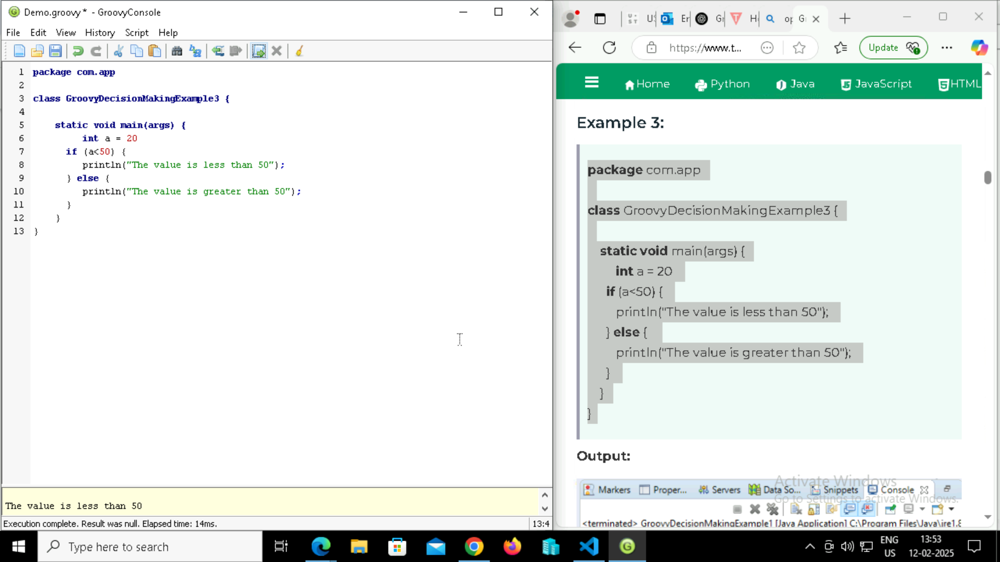 Demo.groovy * - GroovyConsole
File Edit View History Script Help
1 package com.app
2
3 class GroovyDecisionMakingExample3 {
4
5 static void main(args) {
6 int a = 20
7 if (a<50) {
8 println("The value is less than 50");
9 } else {
10 println("The value is greater than 50");
11 }
12 }
13 }
The value is less than 50
Execution complete. Result was null. Elapsed time: 14ms.
13:4
U: Er G H op G
https://www.t...
Update
Home Python Java JavaScript HTML
Example 3:
package com.app
class GroovyDecisionMakingExample3 {
static void main(args) {
int a = 20
if (a<50) {
println("The value is less than 50");
} else {
println("The value is greater than 50");
}
}
}
Output:
Markers Proper... Servers Data So... Snippets Console
<terminated> GroovyDecisionMakingExample1 [Java Application] C:\Program Files\Java\jre1.8
Activate Windows
Go to Settings to activate Windows.
Type here to search
ENG
US
13:53
12-02-2025